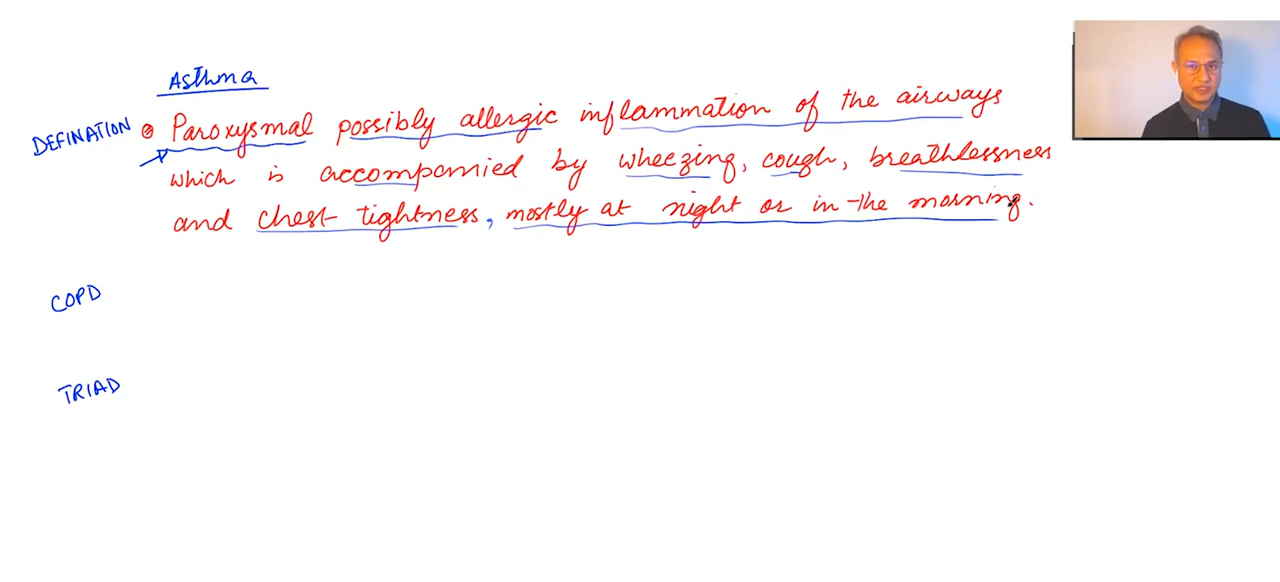 Asthma
DEFINATION Paroxysmal possibly allergic inflammation of the airways
which is accompanied by wheezing, cough, breathlessness
and chest tightness, mostly at night or in the morning.
COPD
TRIAD